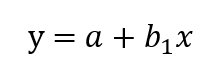 y = a + b₁x